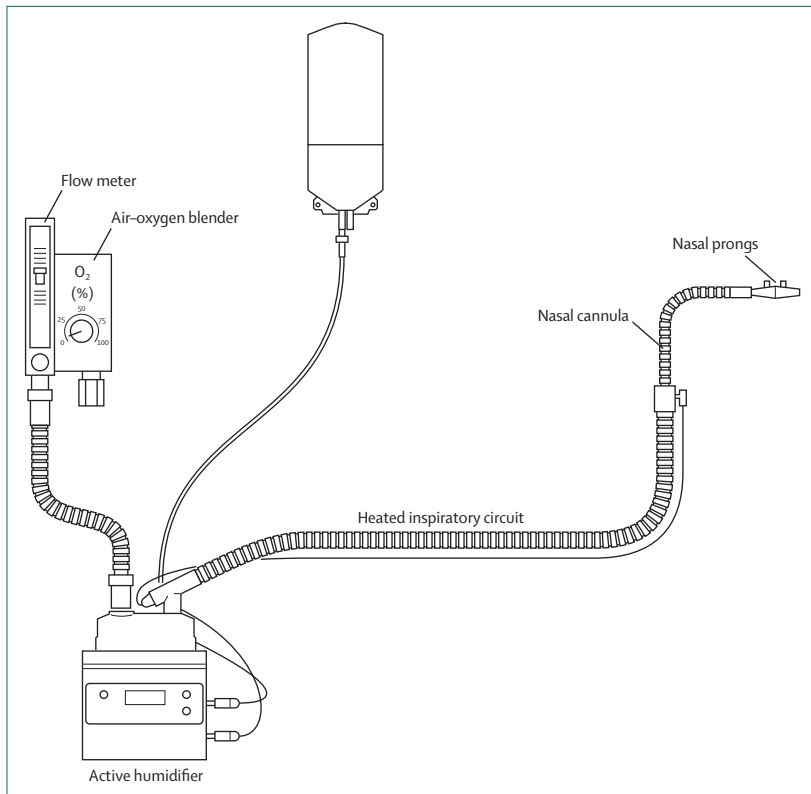 Flow meter
Air–oxygen blender
O₂
(%)
50
25
75
0
100
Nasal prongs
Nasal cannula
Heated inspiratory circuit
Active humidifier